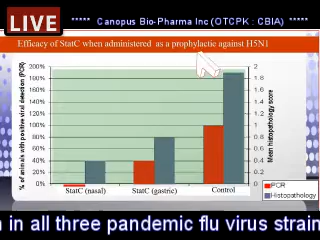 LIVE
***** Canopus Bio-Pharma Inc (OTCPK : CBIA) *****
Efficacy of StatC when administered as a prophylactic against H5N1
% of animals with positive viral detection (PCR)
200%
180%
160%
140%
120%
100%
80%
60%
40%
20%
0%
2
1.8
1.6
1.4
1.2
1
0.8
0.6
0.4
0.2
0
Mean histopathology score
StatC (nasal)
StatC (gastric)
Control
PCR
Histopathology
in all three pandemic flu virus strain